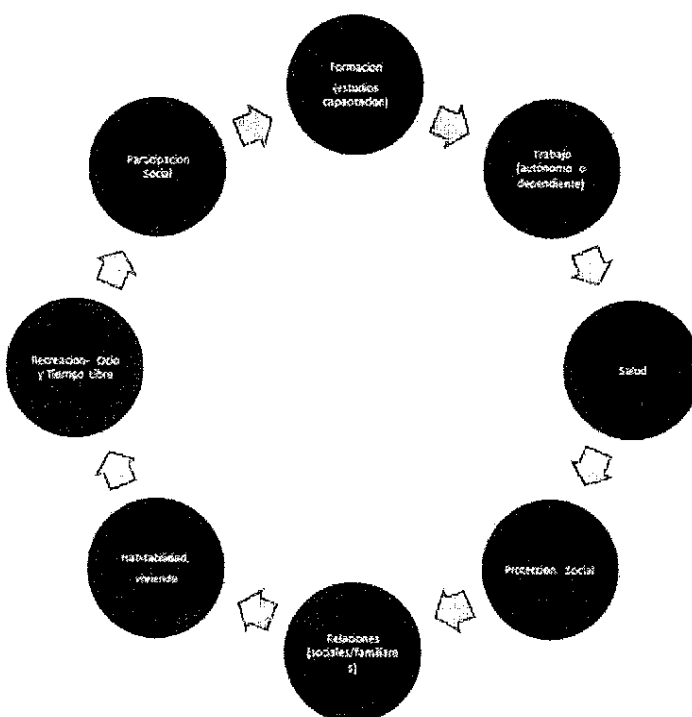 Formacion
(estudios
capacitacion)
Trabajo
(autónomo o
dependiente)
Salud
Proteccion Social
Relaciones
(sociales/familiare
s)
Habitabilidad,
vivienda
Recreacion- Ocio
y Tiempo Libre
Participacion
Social